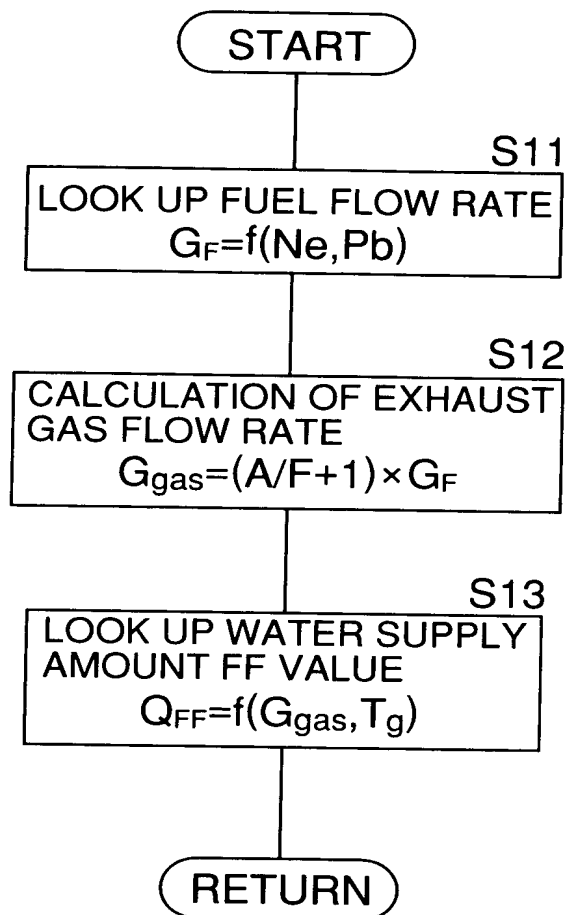 START
S11
LOOK UP FUEL FLOW RATE
GF=f(Ne,Pb)
S12
CALCULATION OF EXHAUST
GAS FLOW RATE
Ggas=(A/F+1)×GF
S13
LOOK UP WATER SUPPLY
AMOUNT FF VALUE
QFF=f(Ggas,Tg)
RETURN